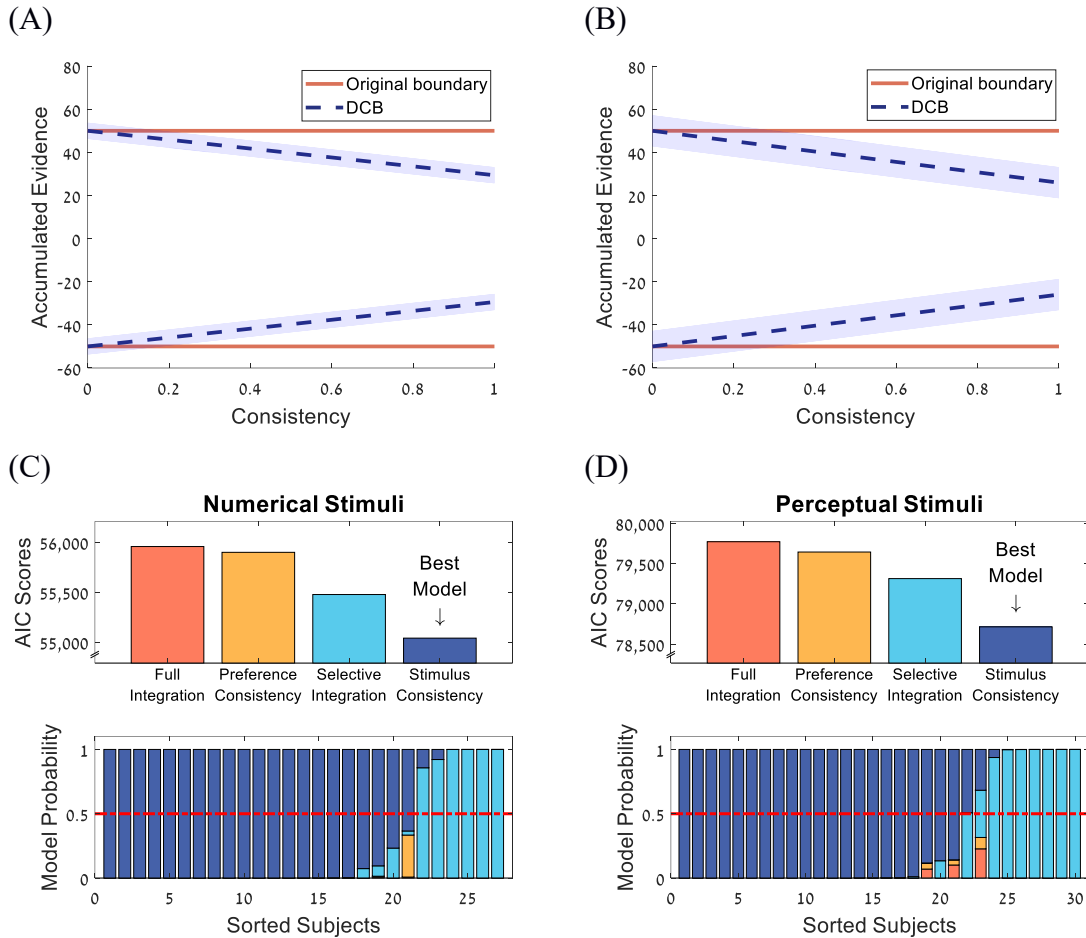 (A)
80
60
40
20
0
-20
-40
-60
0
0.2
0.4
0.6
0.8
1
Accumulated Evidence
Consistency
Original boundary
DCB
(B)
80
60
40
20
0
-20
-40
-60
0
0.2
0.4
0.6
0.8
1
Accumulated Evidence
Consistency
Original boundary
DCB
(C)
Numerical Stimuli
56,000
55,500
55,000
AIC Scores
Best
Model
↓
Full
Integration
Preference
Consistency
Selective
Integration
Stimulus
Consistency
1
0.5
0
Model Probability
0
5
10
15
20
25
Sorted Subjects
(D)
Perceptual Stimuli
80,000
79,500
79,000
78,500
AIC Scores
Best
Model
↓
Full
Integration
Preference
Consistency
Selective
Integration
Stimulus
Consistency
1
0.5
0
Model Probability
0
5
10
15
20
25
30
Sorted Subjects